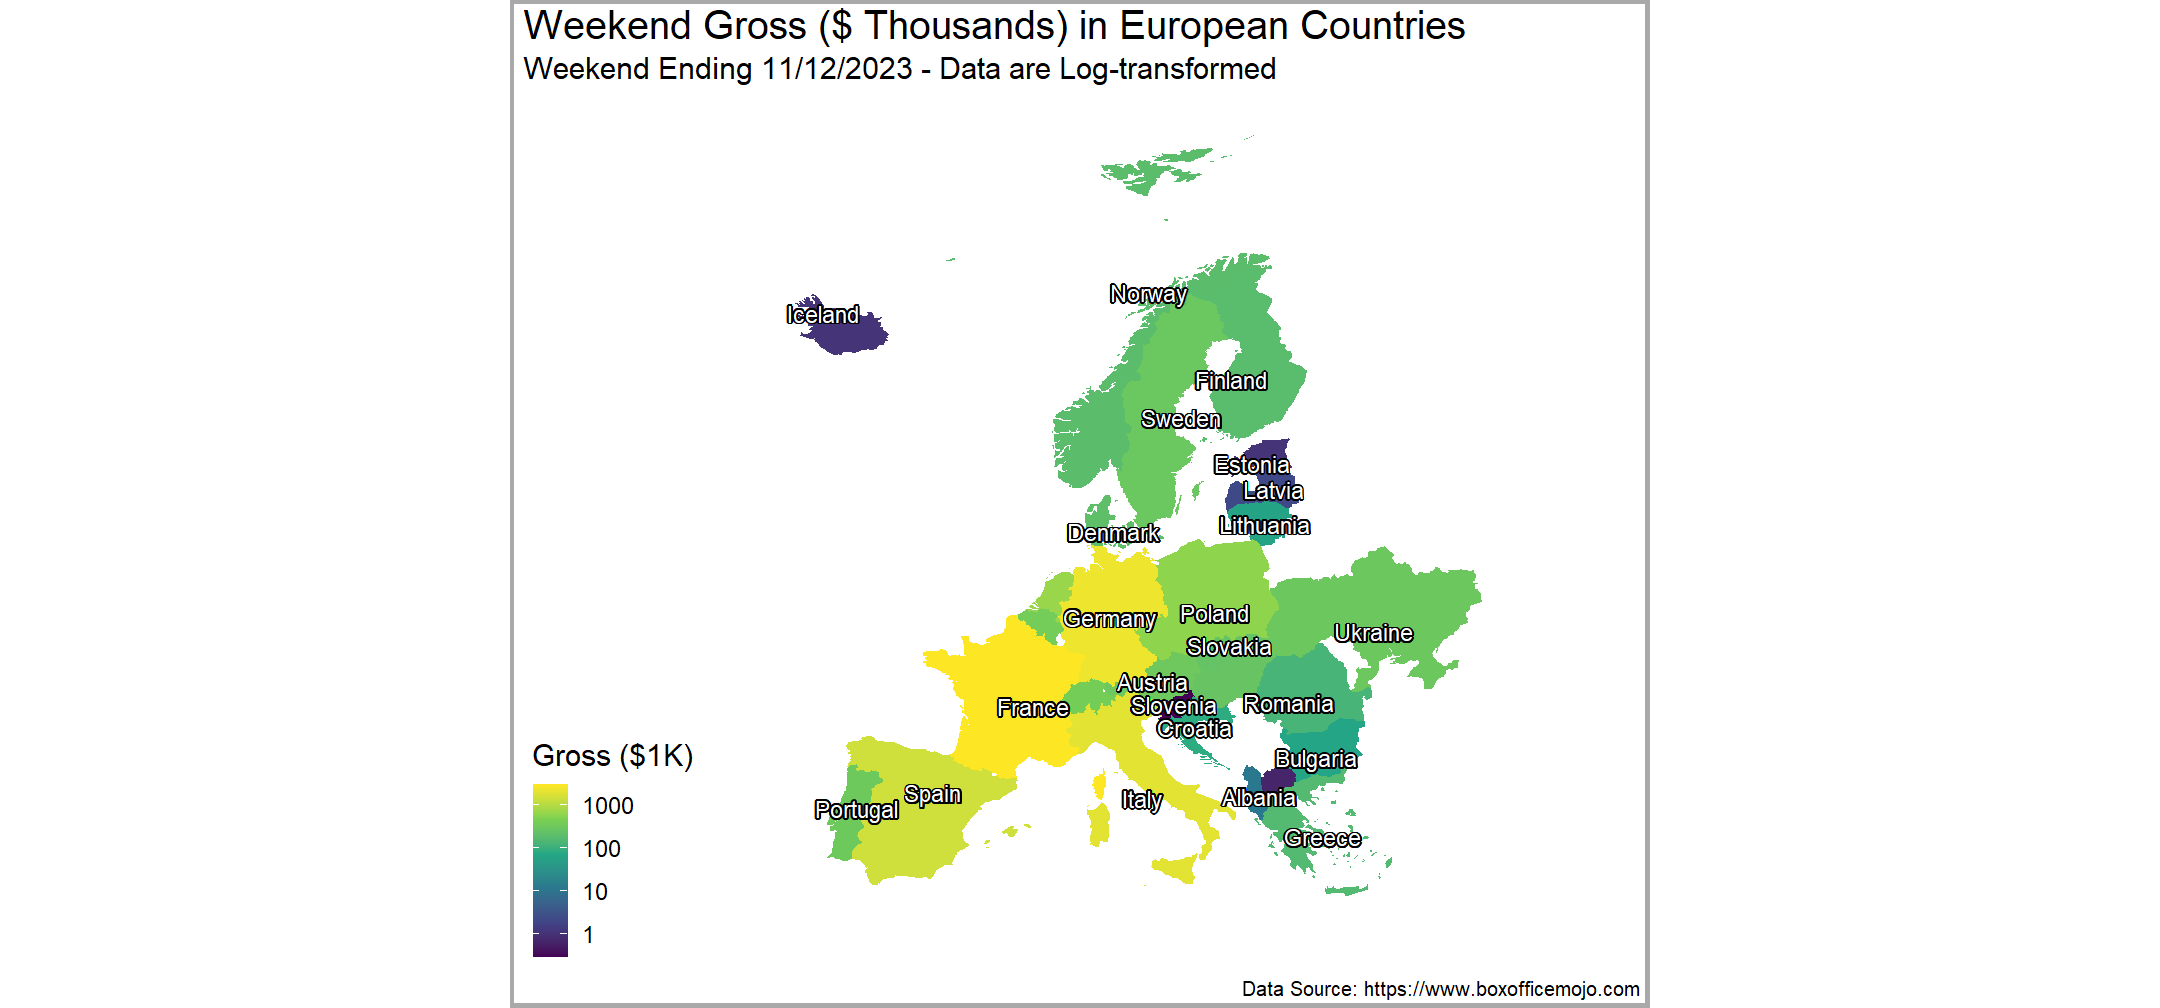 Weekend Gross ($ Thousands) in European Countries
Weekend Ending 11/12/2023 - Data are Log-transformed
Norway
Iceland
Finland
Sweden
Estonia
Latvia
Lithuania
Denmark
Germany
Poland
Ukraine
Slovakia
Austria
Slovenia
Romania
France
Croatia
Bulgaria
Spain
Portugal
Italy
Albania
Greece
Gross ($1K)
1000
100
10
1
Data Source: https://www.boxofficemojo.com